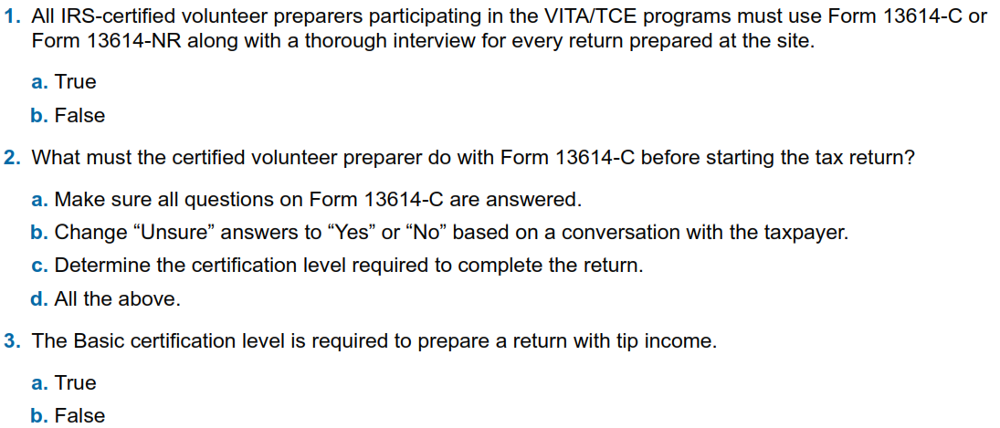 1. All IRS-certified volunteer preparers participating in the VITA/TCE programs must use Form 13614-C or
Form 13614-NR along with a thorough interview for every return prepared at the site.
a. True
b. False
2. What must the certified volunteer preparer do with Form 13614-C before starting the tax return?
a. Make sure all questions on Form 13614-C are answered.
b. Change “Unsure” answers to “Yes” or “No” based on a conversation with the taxpayer.
c. Determine the certification level required to complete the return.
d. All the above.
3. The Basic certification level is required to prepare a return with tip income.
a. True
b. False